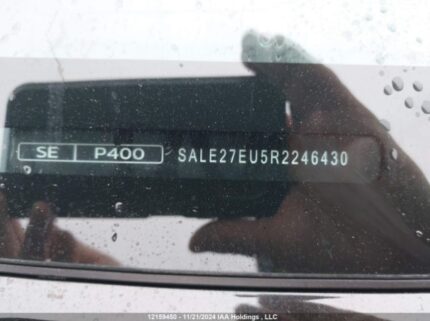 SE P400 SALE27EU5R2246430
12159450 - 11/21/2024 IAA Holdings , LLC